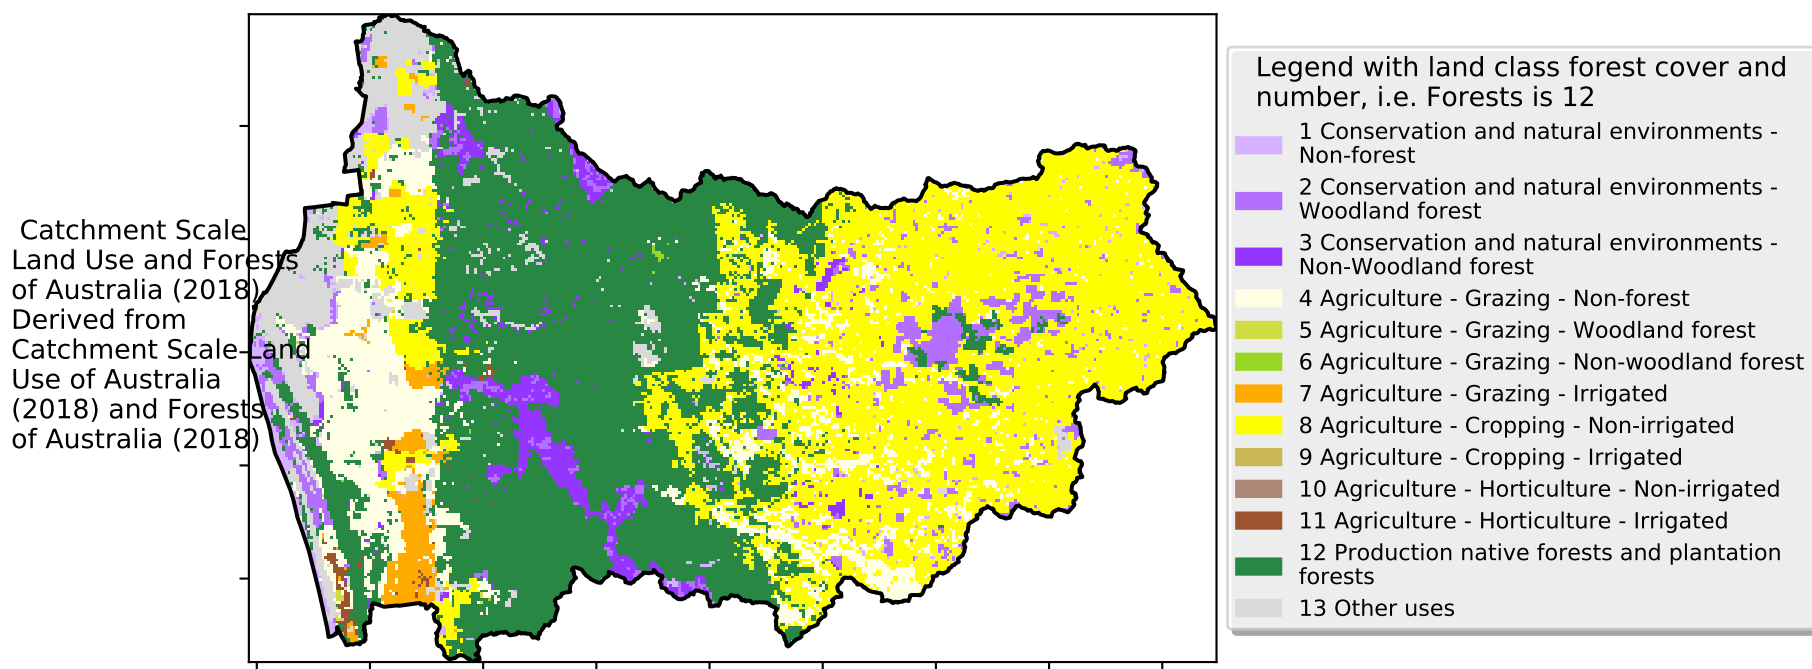 Catchment Scale
Land Use and Forests
of Australia (2018)
Derived from
Catchment Scale Land
Use of Australia
(2018) and Forests
of Australia (2018)
Legend with land class forest cover and
number, i.e. Forests is 12
1 Conservation and natural environments -
Non-forest
2 Conservation and natural environments -
Woodland forest
3 Conservation and natural environments -
Non-Woodland forest
4 Agriculture - Grazing - Non-forest
5 Agriculture - Grazing - Woodland forest
6 Agriculture - Grazing - Non-woodland forest
7 Agriculture - Grazing - Irrigated
8 Agriculture - Cropping - Non-irrigated
9 Agriculture - Cropping - Irrigated
10 Agriculture - Horticulture - Non-irrigated
11 Agriculture - Horticulture - Irrigated
12 Production native forests and plantation
forests
13 Other uses